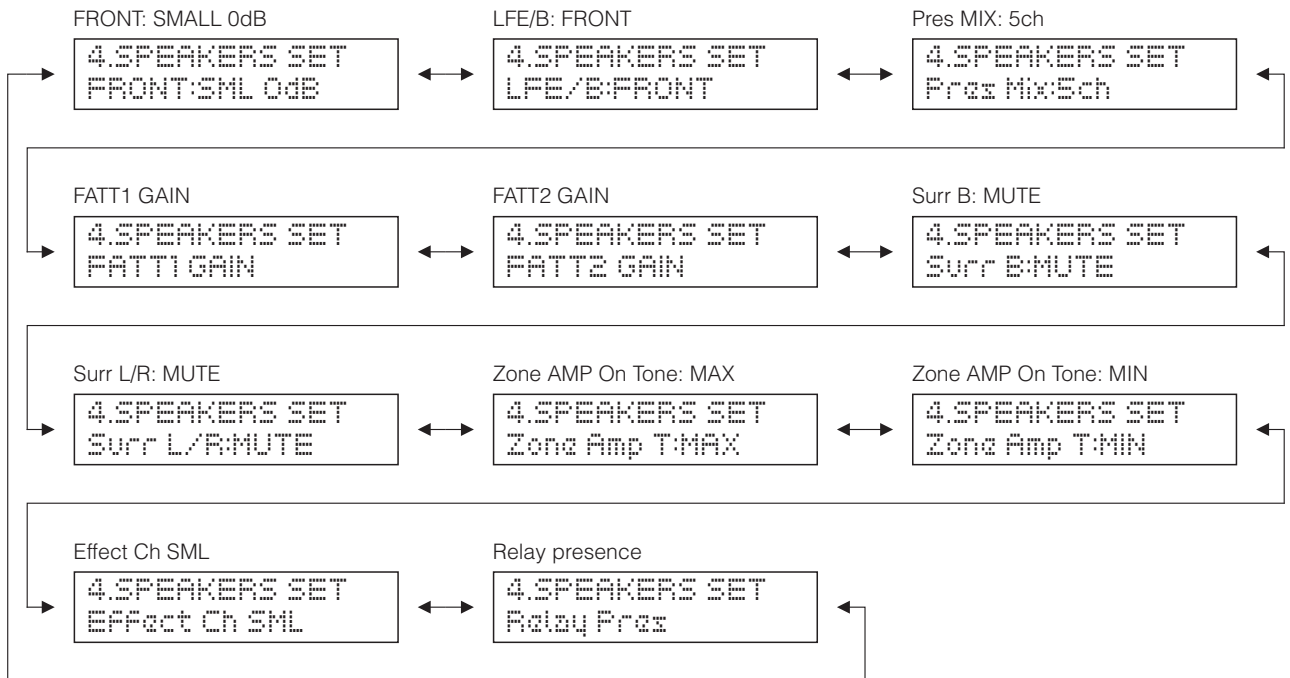 FRONT: SMALL 0dB
4.SPEAKERS SET
FRONT:SML 0dB
LFE/B: FRONT
4.SPEAKERS SET
LFE/B:FRONT
Pres MIX: 5ch
4.SPEAKERS SET
Pres Mix:5ch
FATT1 GAIN
4.SPEAKERS SET
FATT1 GAIN
FATT2 GAIN
4.SPEAKERS SET
FATT2 GAIN
Surr B: MUTE
4.SPEAKERS SET
Surr B:MUTE
Surr L/R: MUTE
4.SPEAKERS SET
Surr L/R:MUTE
Zone AMP On Tone: MAX
4.SPEAKERS SET
Zone Amp T:MAX
Zone AMP On Tone: MIN
4.SPEAKERS SET
Zone Amp T:MIN
Effect Ch SML
4.SPEAKERS SET
Effect Ch SML
Relay presence
4.SPEAKERS SET
Relay Pres